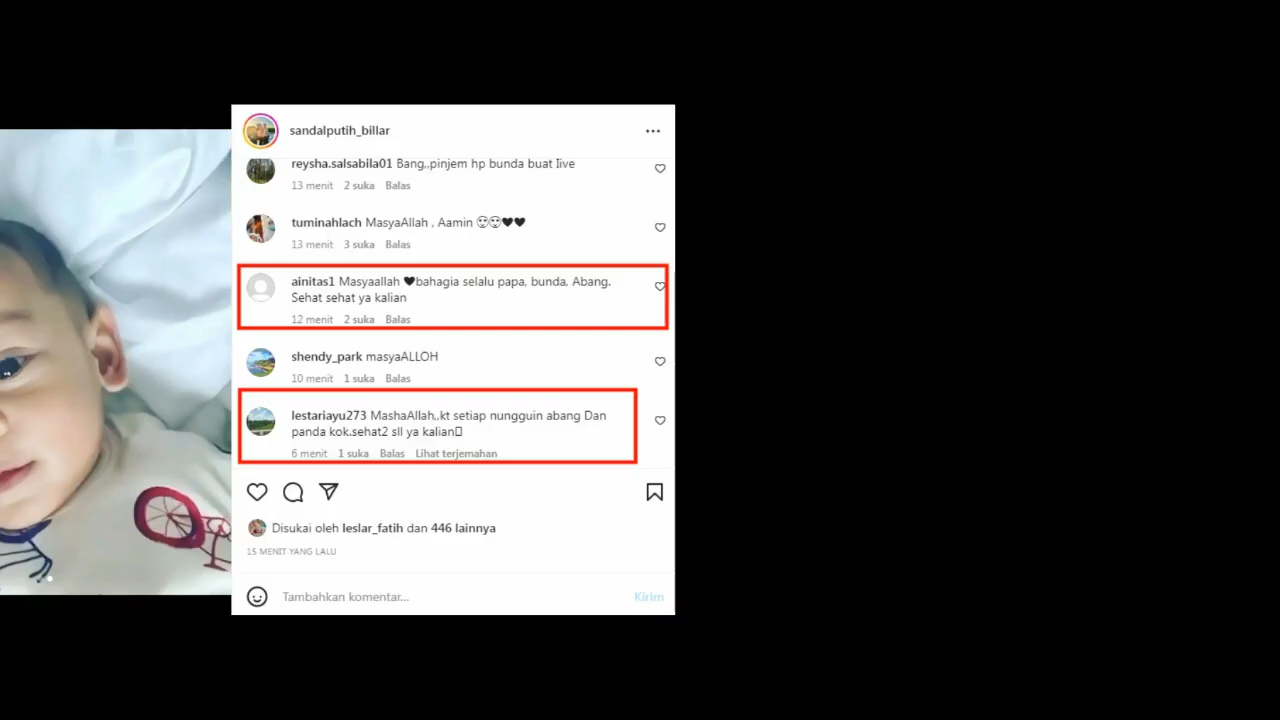 sandalputih_billar
reysha.salsabila01 Bang,,pinjem hp bunda buat Iive
13 menit 2 suka Balas
tuminahlach MasyaAllah , Aamin 🥹🥹🖤🖤
13 menit 3 suka Balas
ainitas1 Masyaallah 🖤bahagia selalu papa, bunda, Abang.
Sehat sehat ya kalian
12 menit 2 suka Balas
shendy_park masyaALLOH
10 menit 1 suka Balas
lestariayu273 MashaAllah,,kt setiap nungguin abang Dan
panda kok.sehat2 sll ya kalian▯
6 menit 1 suka Balas Lihat terjemahan
Disukai oleh leslar_fatih dan 446 lainnya
15 MENIT YANG LALU
Tambahkan komentar...
Kirim